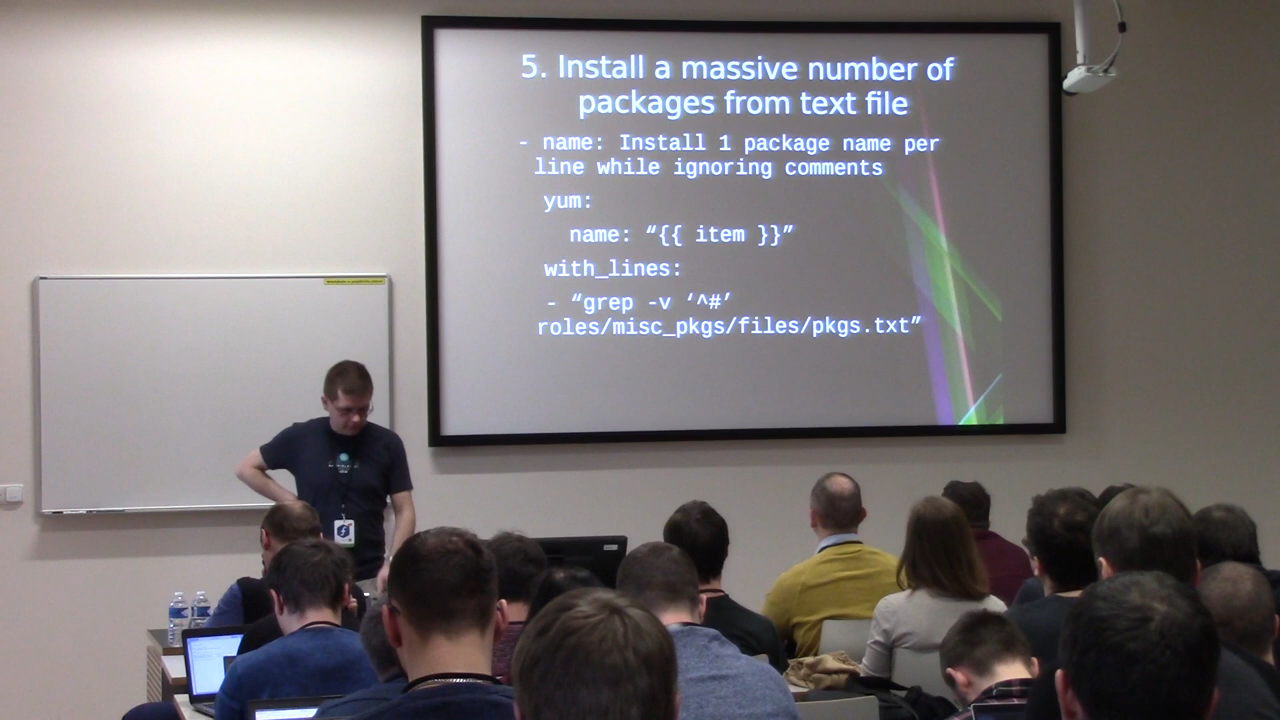 5. Install a massive number of
packages from text file
- name: Install 1 package name per
line while ignoring comments
yum:
name: “{{ item }}”
with_lines:
- “grep -v ‘^#’
roles/misc_pkgs/files/pkgs.txt”